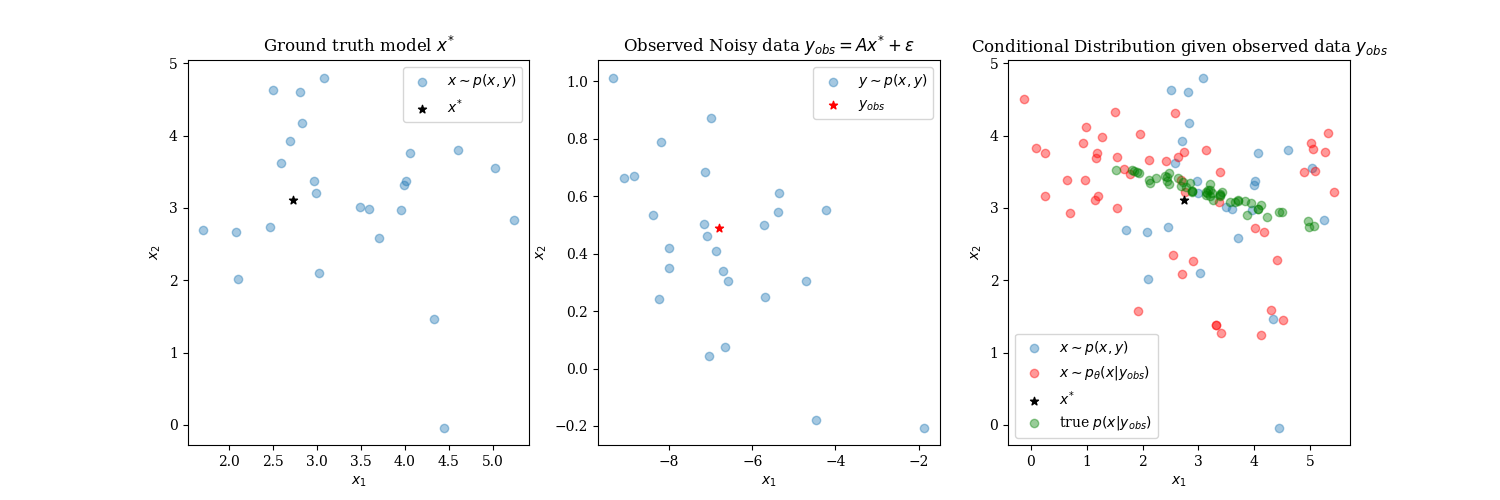 Ground truth model x*
x ~ p(x, y)
x*
5
4
3
2
1
0
x₂
2.0 2.5 3.0 3.5 4.0 4.5 5.0
x₁
Observed Noisy data y_obs = Ax* + ε
y ~ p(x, y)
y_obs
1.0
0.8
0.6
0.4
0.2
0.0
−0.2
x₂
−8 −6 −4 −2
x₁
Conditional Distribution given observed data y_obs
5
4
3
2
1
0
x₂
x ~ p(x, y)
x ~ p_θ(x|y_obs)
x*
true p(x|y_obs)
0 1 2 3 4 5
x₁